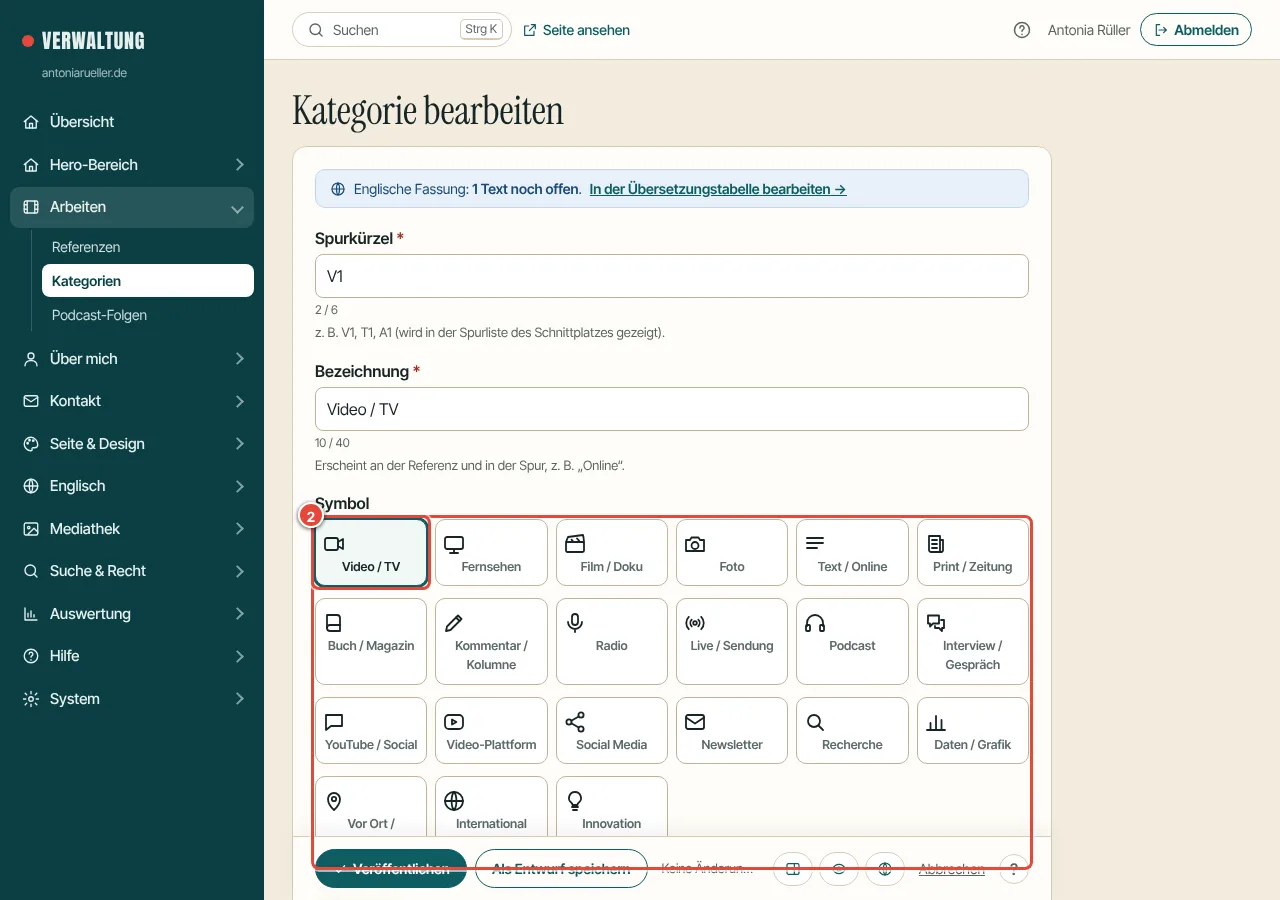 VERWALTUNG
antoniarueller.de
Übersicht
Hero-Bereich
Arbeiten
Referenzen
Kategorien
Podcast-Folgen
Über mich
Kontakt
Seite & Design
Englisch
Mediathek
Suche & Recht
Auswertung
Hilfe
System
Suchen Strg K Seite ansehen Antonia Rüller Abmelden
Kategorie bearbeiten
Englische Fassung: 1 Text noch offen. In der Übersetzungstabelle bearbeiten →
Spurkürzel *
V1
2 / 6
z. B. V1, T1, A1 (wird in der Spurliste des Schnittplatzes gezeigt).
Bezeichnung *
Video / TV
10 / 40
Erscheint an der Referenz und in der Spur, z. B. „Online“.
Symbol
2
Video / TV Fernsehen Film / Doku Foto Text / Online Print / Zeitung
Buch / Magazin Kommentar / Kolumne Radio Live / Sendung Podcast Interview / Gespräch
YouTube / Social Video-Plattform Social Media Newsletter Recherche Daten / Grafik
Vor Ort / International Innovation
Veröffentlichen Als Entwurf speichern Keine Änderun... Abbrechen ?